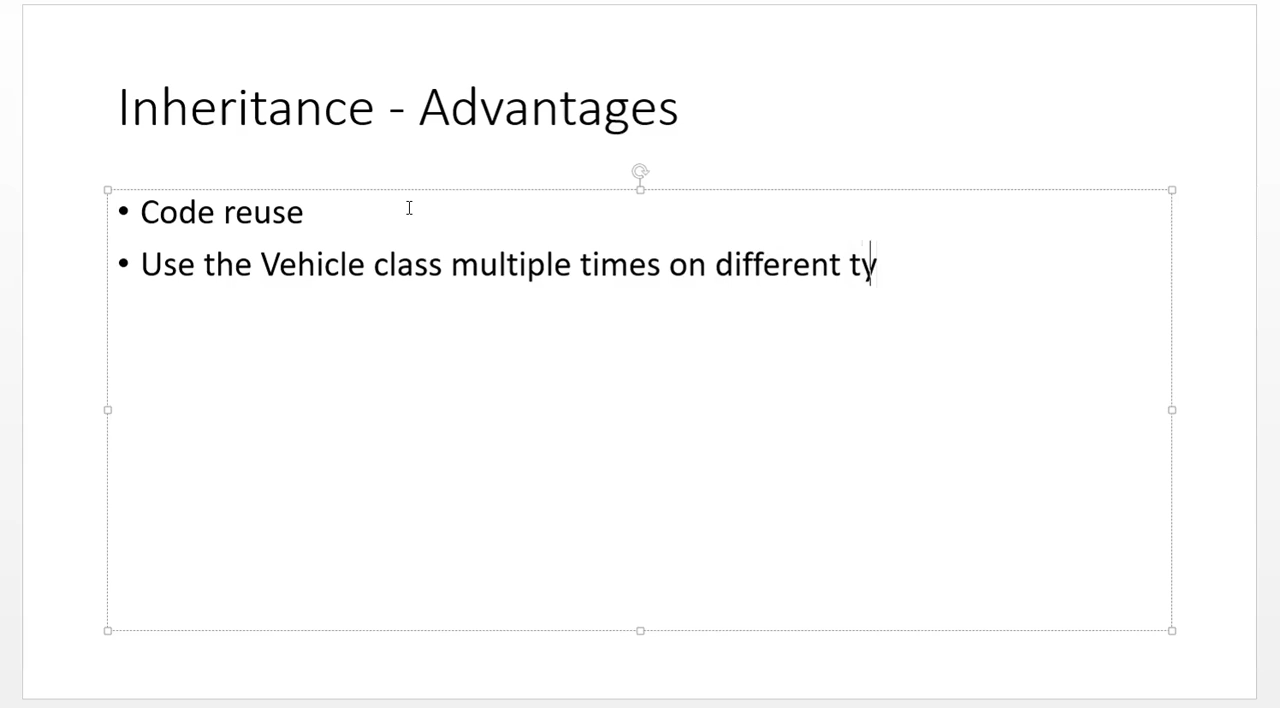 Inheritance - Advantages
• Code reuse
• Use the Vehicle class multiple times on different ty